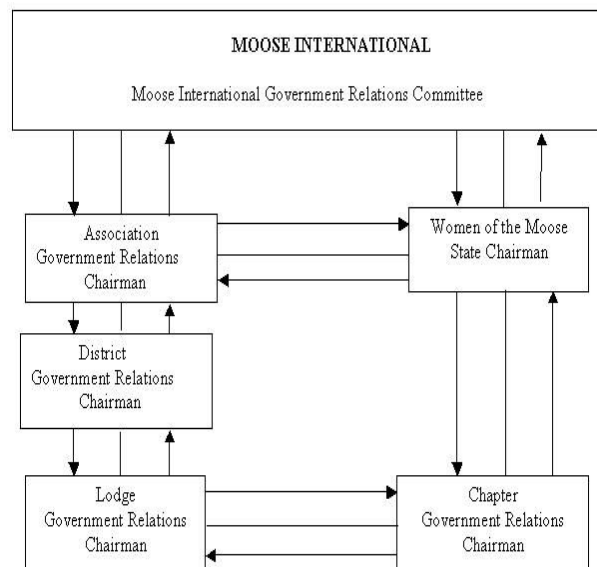 MOOSE INTERNATIONAL
Moose International Government Relations Committee
Association
Government Relations
Chairman
Women of the Moose
State Chairman
District
Government Relations
Chairman
Lodge
Government Relations
Chairman
Chapter
Government Relations
Chairman